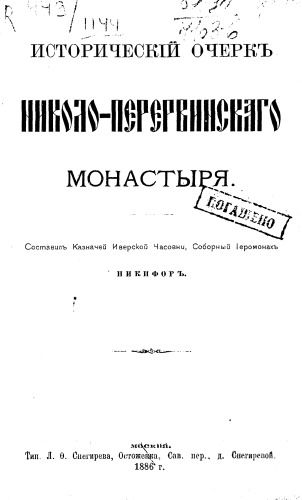 ИСТОРИЧЕСКІЙ ОЧЕРКЪ
НИКОЛО-ПЕРЕРВИНСКАГО
МОНАСТЫРЯ.
ПОГАШЕНО
Составилъ Казначей Иверской Часовни, Соборный Іеромонахъ
НИКИФОРЪ.
МОСКВА.
Тип. Л. Ѳ. Снегирева, Остоженка, Сав. пер., д. Снегиревой.
1886 г.